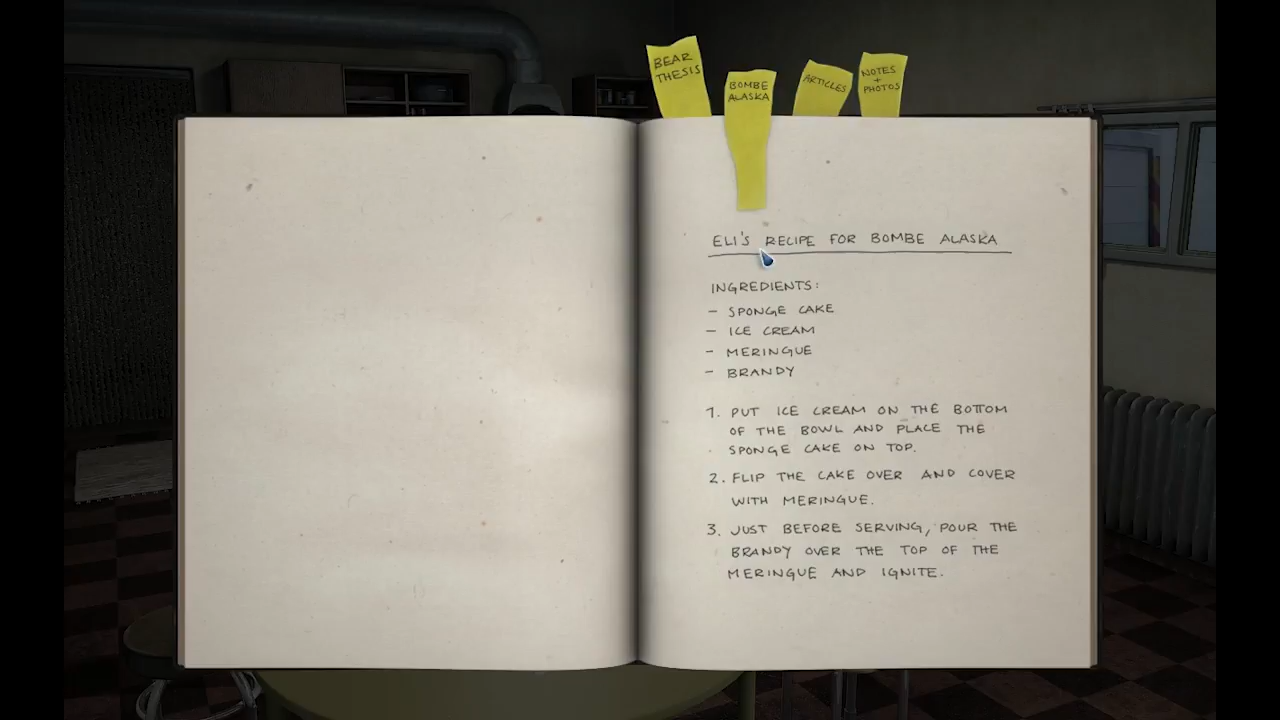 BEAR
THESIS
BOMBE
ALASKA
ARTICLES
NOTES
+
PHOTOS
ELI'S RECIPE FOR BOMBE ALASKA
INGREDIENTS:
- SPONGE CAKE
- ICE CREAM
- MERINGUE
- BRANDY
1. PUT ICE CREAM ON THE BOTTOM
OF THE BOWL AND PLACE THE
SPONGE CAKE ON TOP.
2. FLIP THE CAKE OVER AND COVER
WITH MERINGUE.
3. JUST BEFORE SERVING, POUR THE
BRANDY OVER THE TOP OF THE
MERINGUE AND IGNITE.